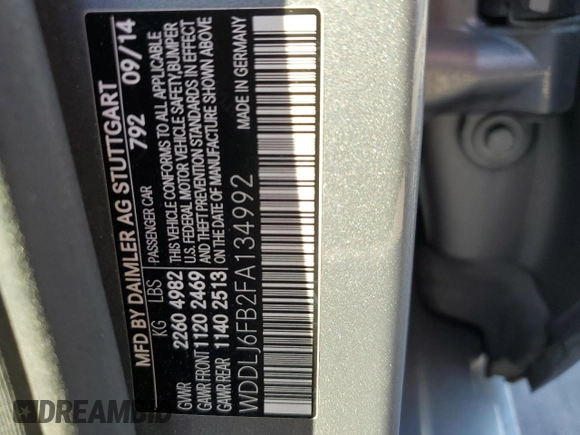 MFD BY DAIMLER AG STUTTGART
792 09/14
PASSENGER CAR
THIS VEHICLE CONFORMS TO ALL APPLICABLE
U.S. FEDERAL MOTOR VEHICLE SAFETY, BUMPER
AND THEFT PREVENTION STANDARDS IN EFFECT
ON THE DATE OF MANUFACTURE SHOWN ABOVE
KG LBS
GVWR 2260 4982
GAWR FRONT 1120 2469
GAWR REAR 1140 2513
MADE IN GERMANY
WDDLJ6FB2FA134992
DREAMBID